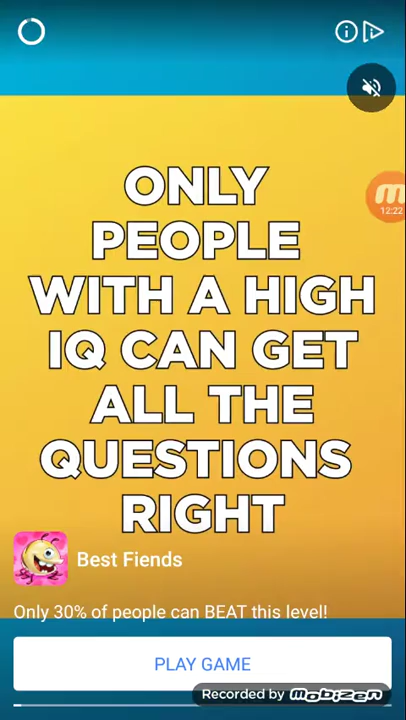 12:22
ONLY
PEOPLE
WITH A HIGH
IQ CAN GET
ALL THE
QUESTIONS
RIGHT
Best Fiends
Only 30% of people can BEAT this level!
PLAY GAME
Recorded by Mobizen